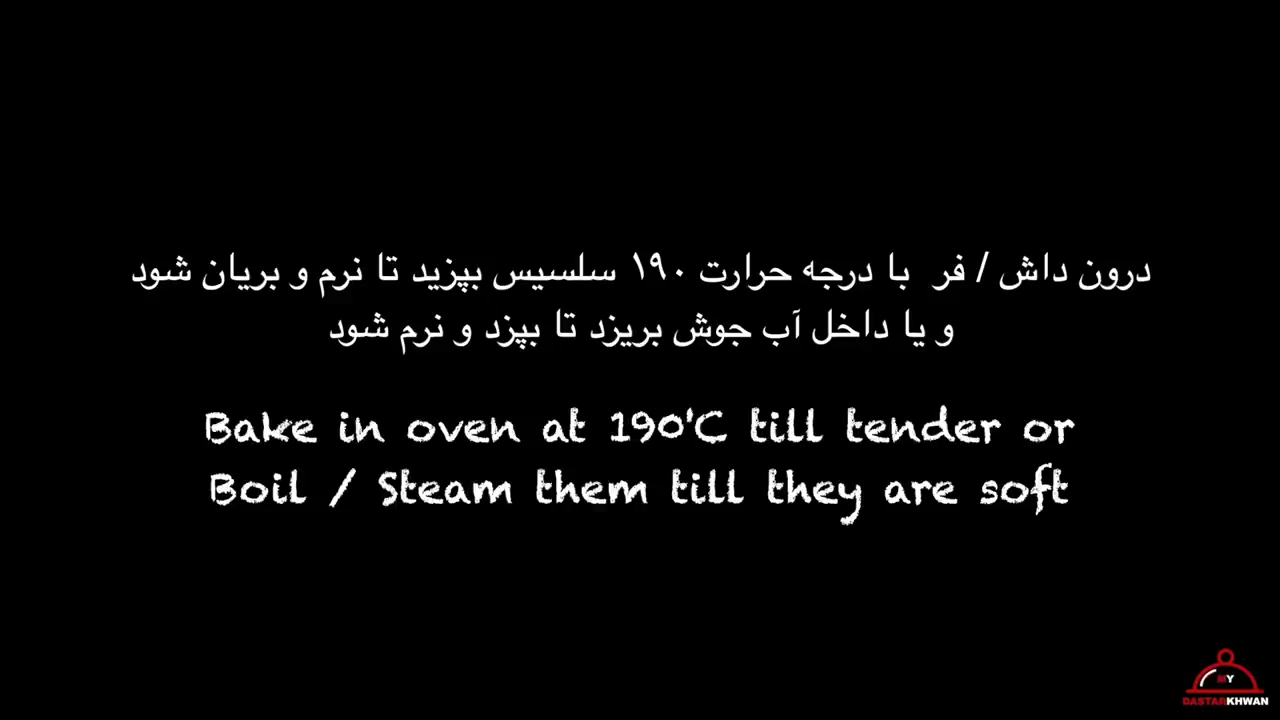 درون داش / فر با درجه حرارت ۱۹۰ سلسیس بپزید تا نرم و بریان شود
و یا داخل آب جوش بریزد تا بپزد و نرم شود
Bake in oven at 190'C till tender or
Boil / Steam them till they are soft
MY
DASTARKHWAN